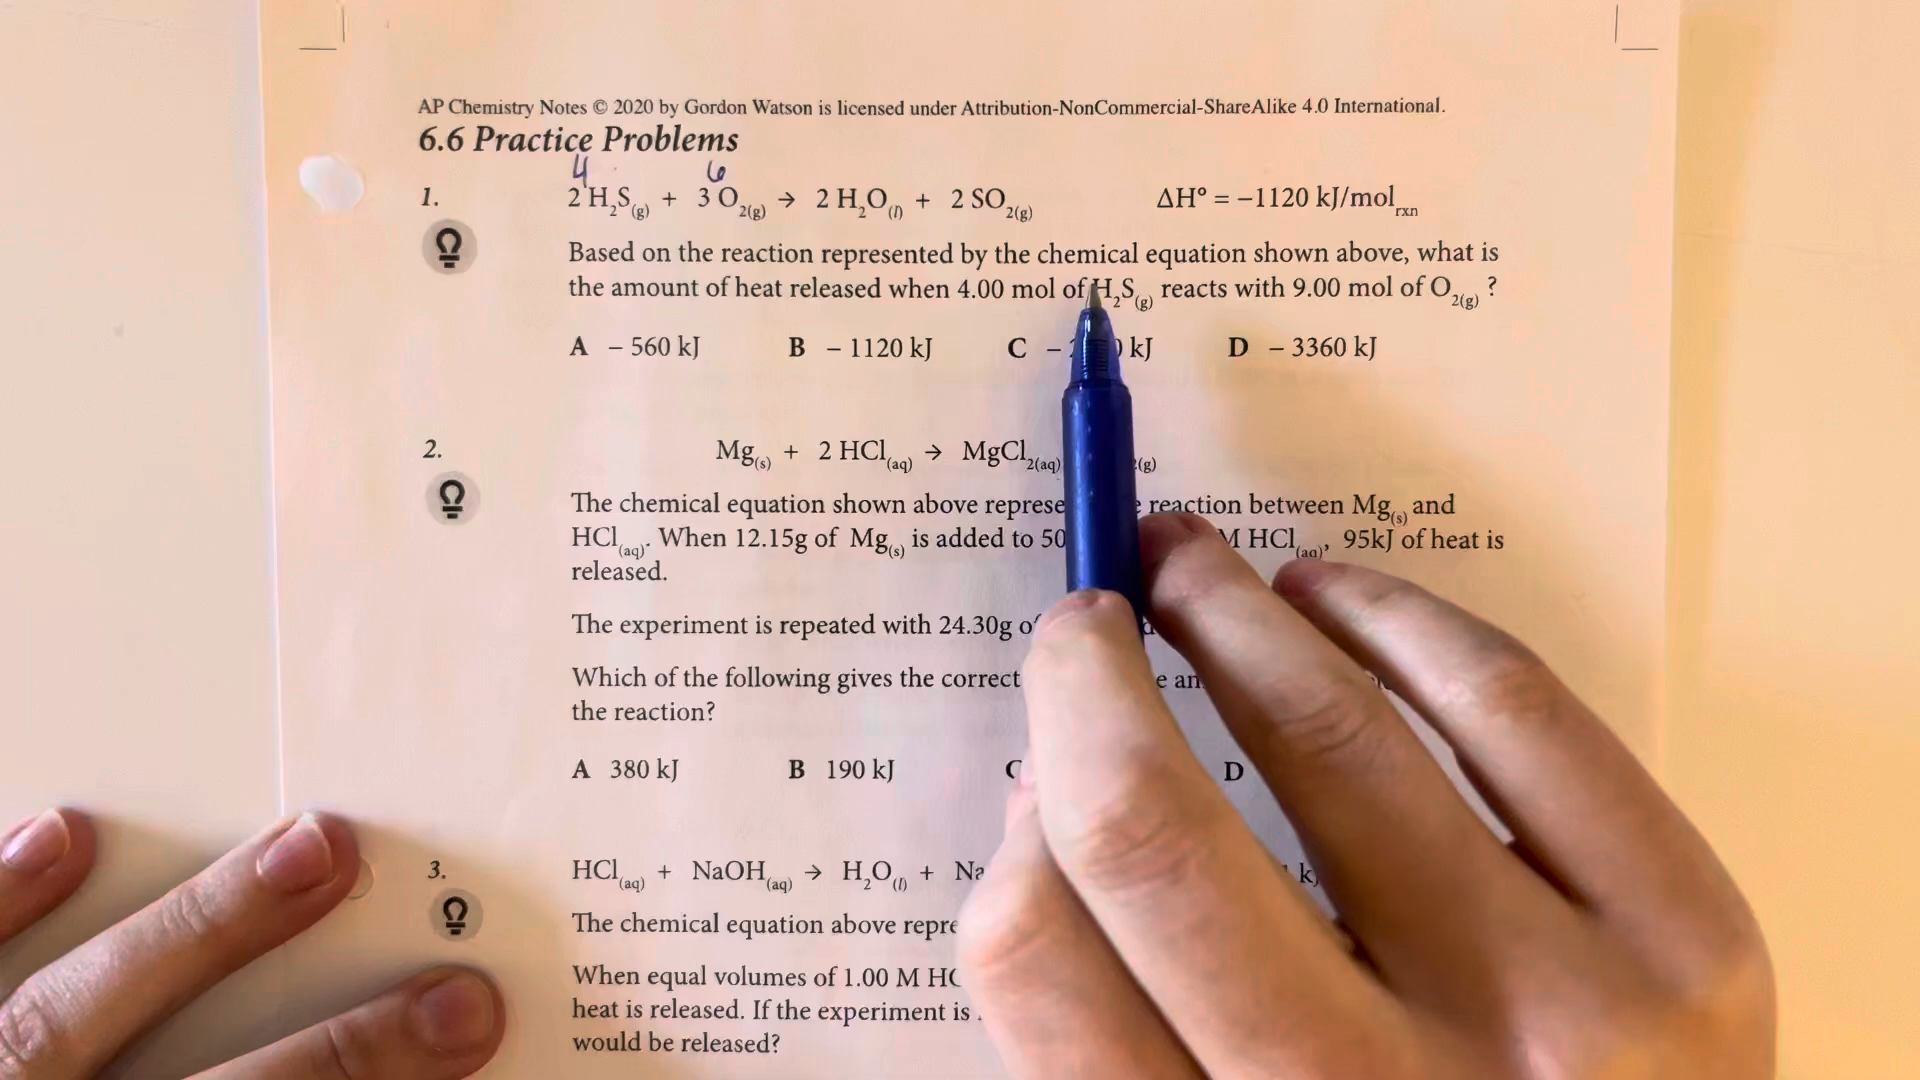 AP Chemistry Notes © 2020 by Gordon Watson is licensed under Attribution-NonCommercial-ShareAlike 4.0 International.
6.6 Practice Problems
4 6
1. 2 H₂S(g) + 3 O₂(g) → 2 H₂O(l) + 2 SO₂(g) ΔH° = −1120 kJ/molrxn
Based on the reaction represented by the chemical equation shown above, what is
the amount of heat released when 4.00 mol of H₂S(g) reacts with 9.00 mol of O₂(g) ?
A − 560 kJ B − 1120 kJ C − kJ D − 3360 kJ
2. Mg(s) + 2 HCl(aq) → MgCl₂(aq) (g)
The chemical equation shown above reaction between Mg(s) and
HCl(aq). When 12.15g of Mg(s) is added to 50 M HCl(aq), 95kJ of heat is
released.
The experiment is repeated with 24.30g
Which of the following gives the correct
the reaction?
A 380 kJ B 190 kJ C D
3. HCl(aq) + NaOH(aq) → H₂O(l) + Na
The chemical equation above
When equal volumes of 1.00 M
heat is released. If the experiment is
would be released?